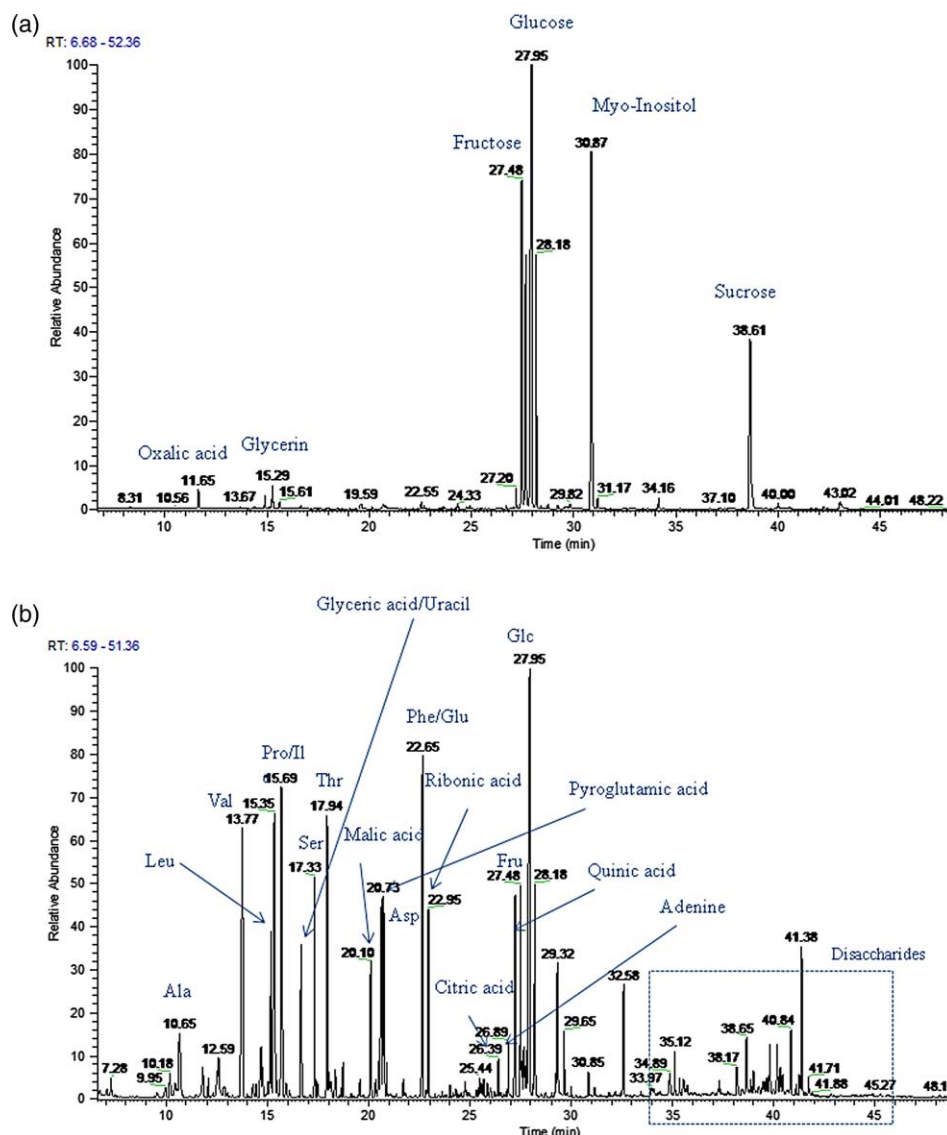 (a)
RT: 6.68 - 52.36
Glucose
27.95
Myo-Inositol
30.87
Fructose
27.48
28.18
Sucrose
38.61
Oxalic acid
11.65
Glycerin
15.29
8.31
10.56
13.67
15.61
19.59
22.55
24.33
27.20
29.82
31.17
34.16
37.10
40.00
43.02
44.01
48.22
100
90
80
70
60
50
40
30
20
10
0
Relative Abundance
10 15 20 25 30 35 40 45
Time (min)
(b)
RT: 6.59 - 51.36
Glyceric acid/Uracil
Glc
27.95
Phe/Glu
22.65
Pro/Il
15.69
Val
13.77
15.35
Thr
17.94
Ribonic acid
22.95
Pyroglutamic acid
20.73
Malic acid
20.10
Leu
Ser
17.33
Asp
Fru
27.48
28.18
Quinic acid
Adenine
29.32
Citric acid
26.89
26.39
25.44
29.65
32.58
30.85
Ala
10.65
7.28
9.95
10.18
12.59
Disaccharides
41.38
33.97
34.89
35.12
38.17
38.65
40.84
41.71
41.88
45.27
48.1
100
90
80
70
60
50
40
30
20
10
0
Relative Abundance
10 15 20 25 30 35 40 45
Time (min)